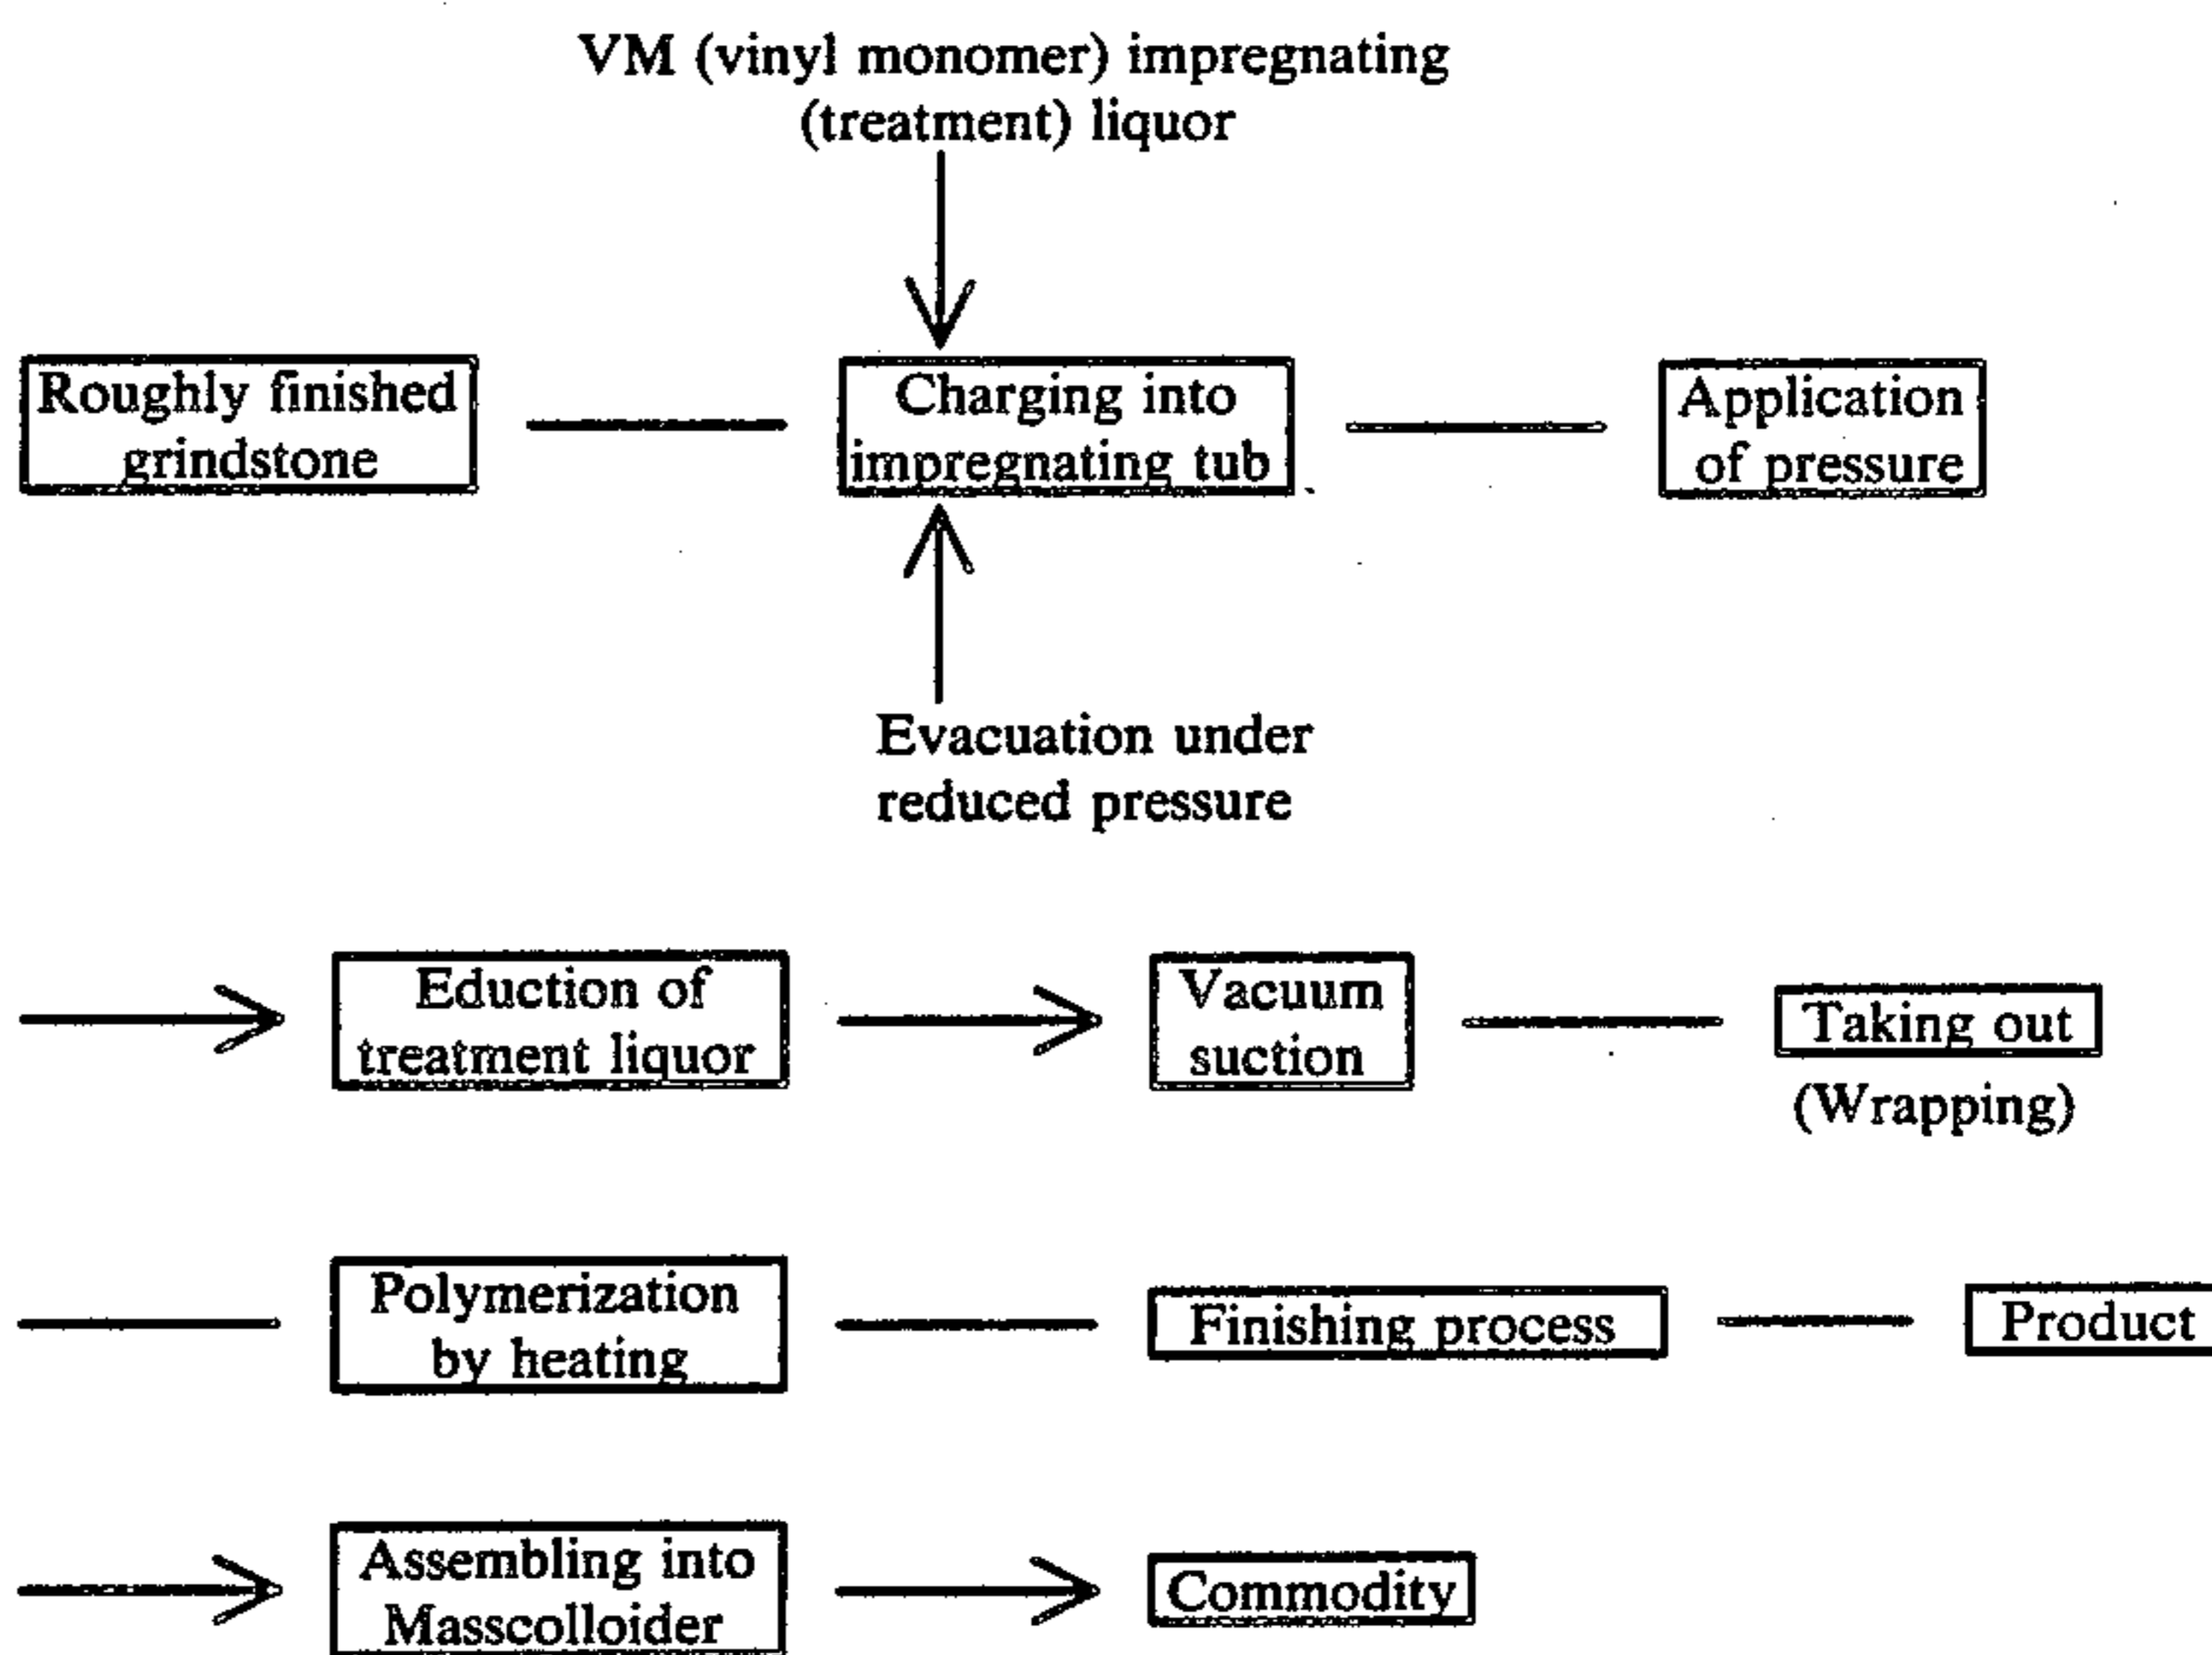 VM (vinyl monomer) impregnating
(treatment) liquor
Roughly finished
grindstone
Charging into
impregnating tub
Application
of pressure
Evacuation under
reduced pressure
Eduction of
treatment liquor
Vacuum
suction
Taking out
(Wrapping)
Polymerization
by heating
Finishing process
Product
Assembling into
Masscolloider
Commodity